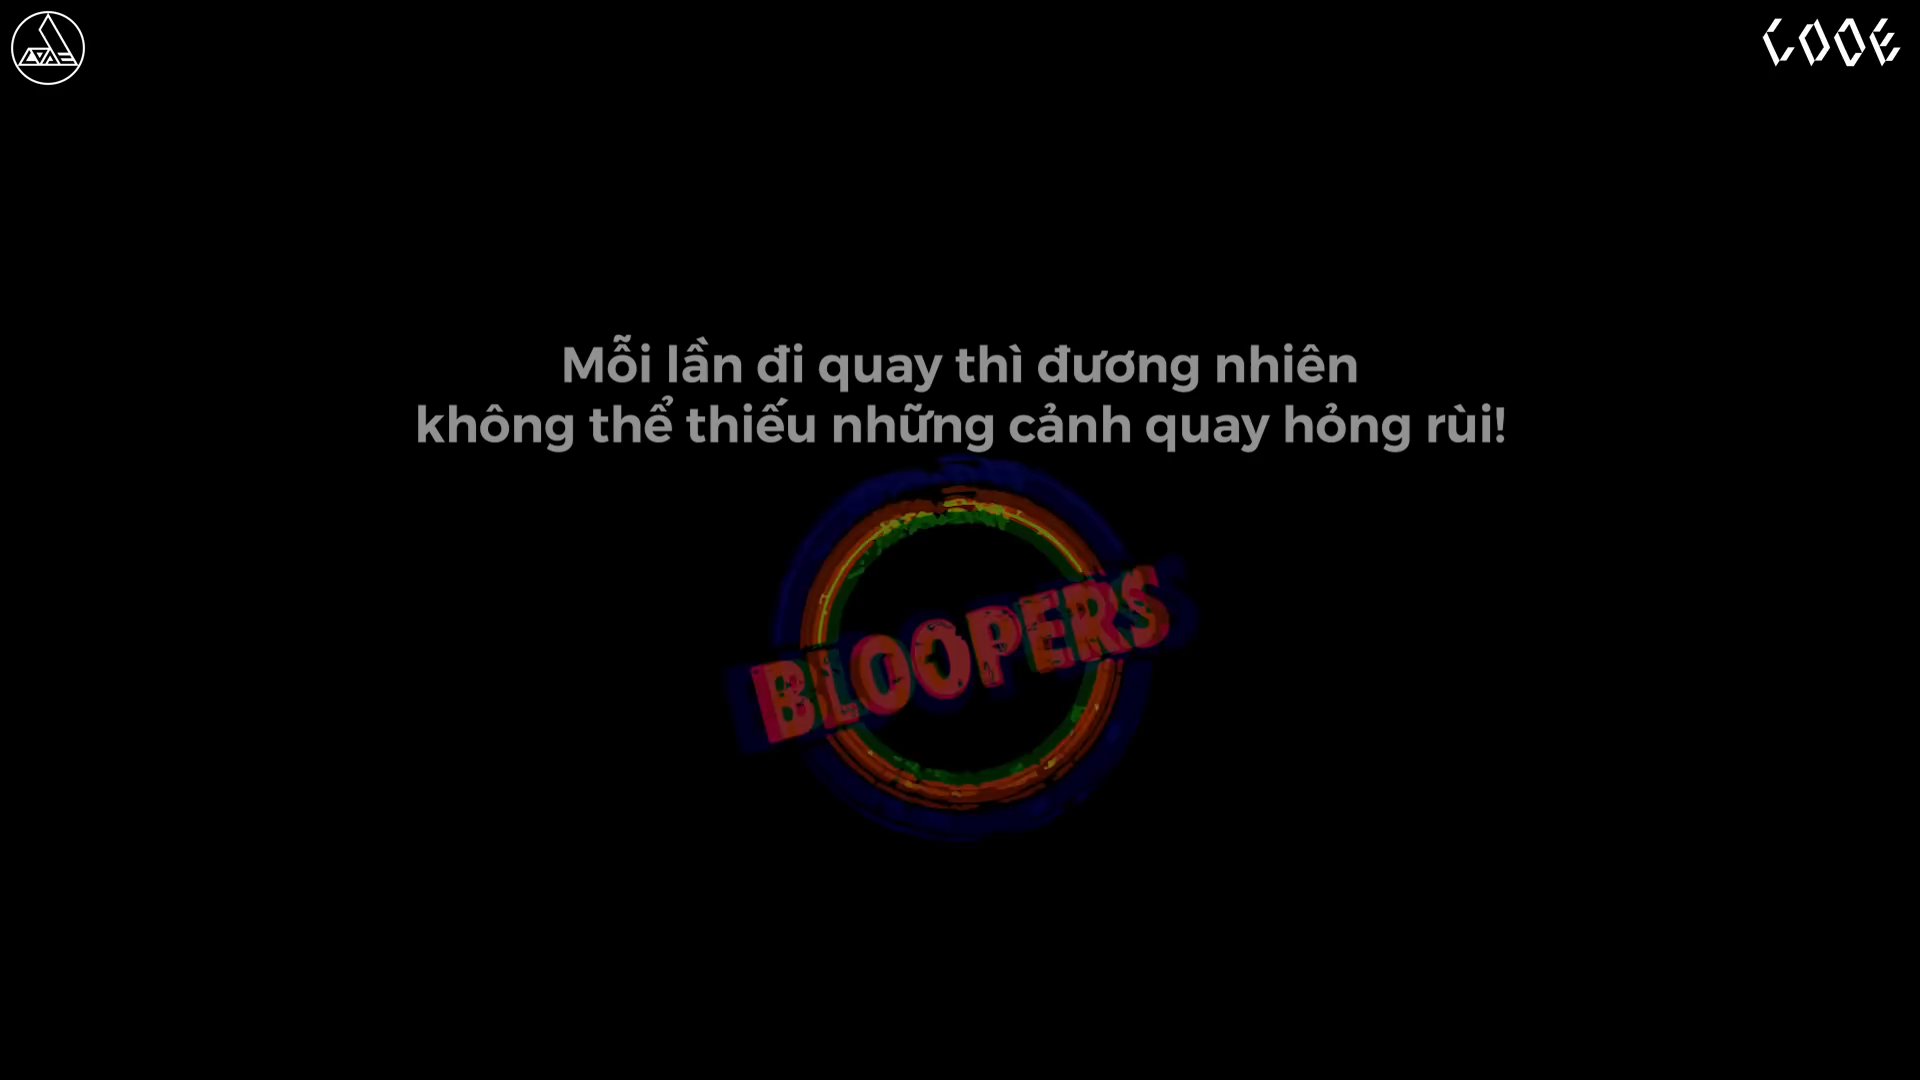 CODE
Mỗi lần đi quay thì đương nhiên
không thể thiếu những cảnh quay hỏng rùi!
BLOOPERS